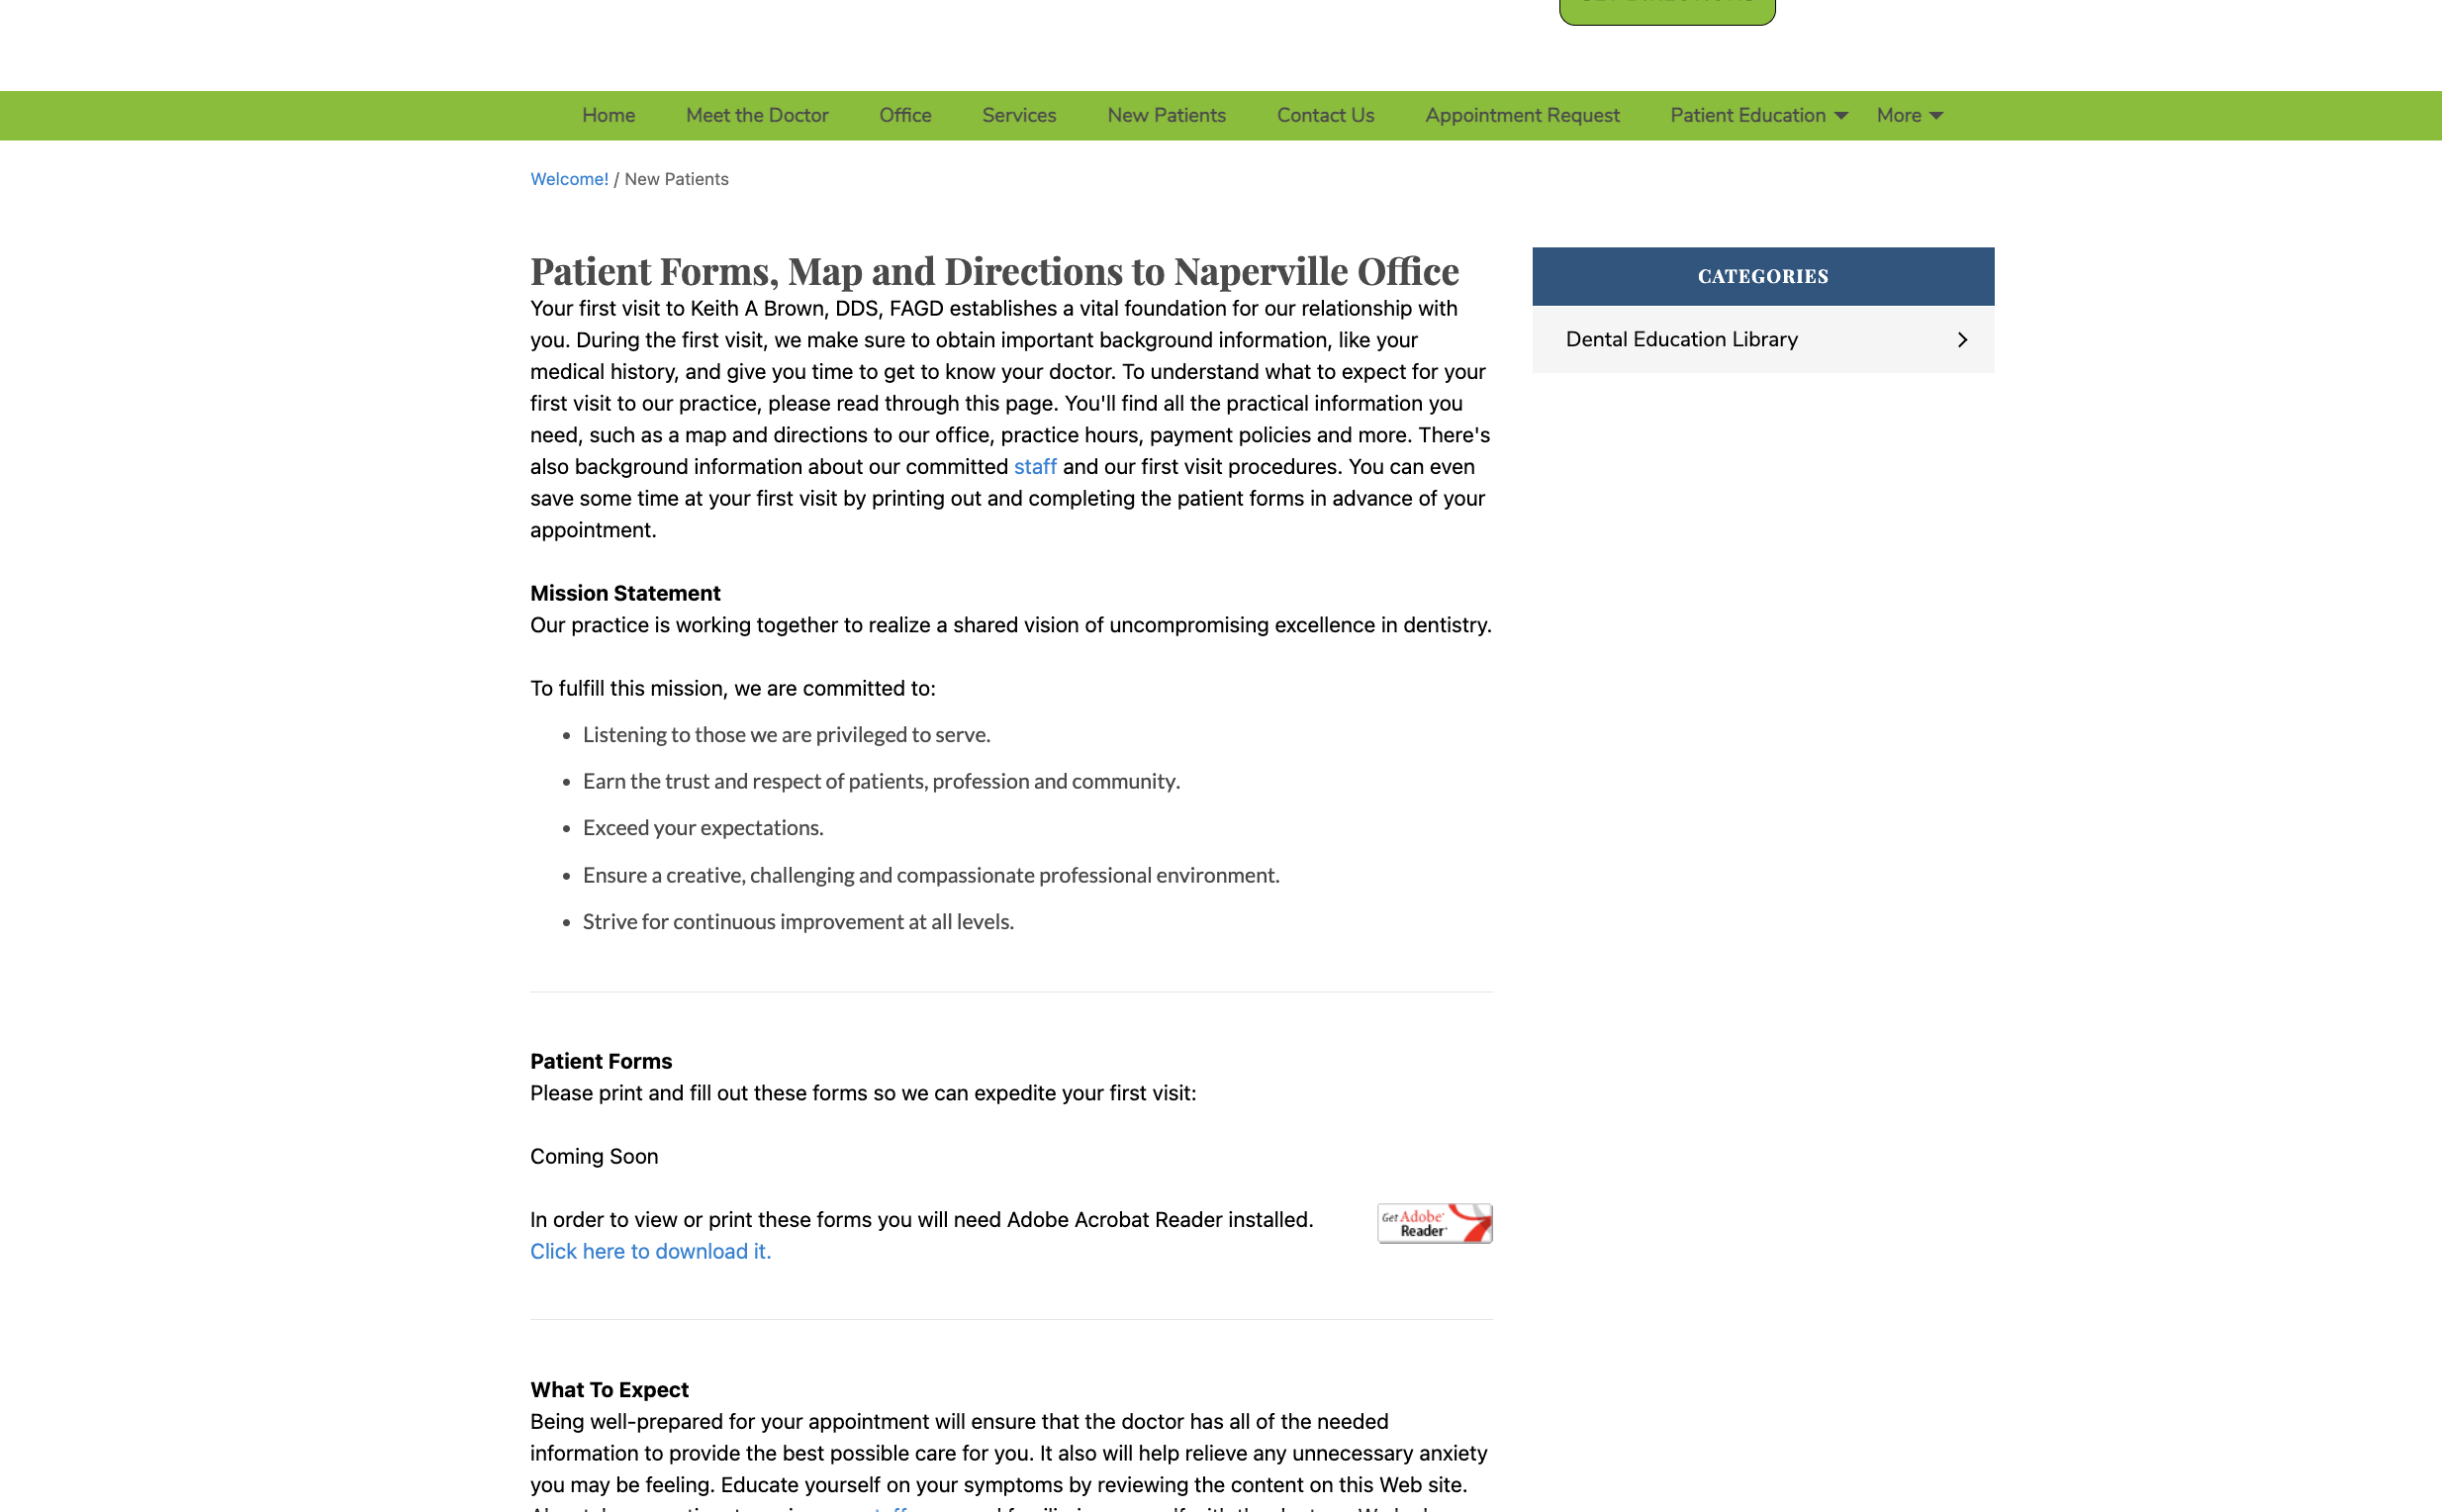 Home Meet the Doctor Office Services New Patients Contact Us Appointment Request Patient Education More
Welcome! / New Patients
Patient Forms, Map and Directions to Naperville Office
Your first visit to Keith A Brown, DDS, FAGD establishes a vital foundation for our relationship with
you. During the first visit, we make sure to obtain important background information, like your
medical history, and give you time to get to know your doctor. To understand what to expect for your
first visit to our practice, please read through this page. You'll find all the practical information you
need, such as a map and directions to our office, practice hours, payment policies and more. There's
also background information about our committed staff and our first visit procedures. You can even
save some time at your first visit by printing out and completing the patient forms in advance of your
appointment.
Mission Statement
Our practice is working together to realize a shared vision of uncompromising excellence in dentistry.
To fulfill this mission, we are committed to:
• Listening to those we are privileged to serve.
• Earn the trust and respect of patients, profession and community.
• Exceed your expectations.
• Ensure a creative, challenging and compassionate professional environment.
• Strive for continuous improvement at all levels.
Patient Forms
Please print and fill out these forms so we can expedite your first visit:
Coming Soon
In order to view or print these forms you will need Adobe Acrobat Reader installed.
Click here to download it.
Get Adobe
Reader
What To Expect
Being well-prepared for your appointment will ensure that the doctor has all of the needed
information to provide the best possible care for you. It also will help relieve any unnecessary anxiety
you may be feeling. Educate yourself on your symptoms by reviewing the content on this Web site.
CATEGORIES
Dental Education Library